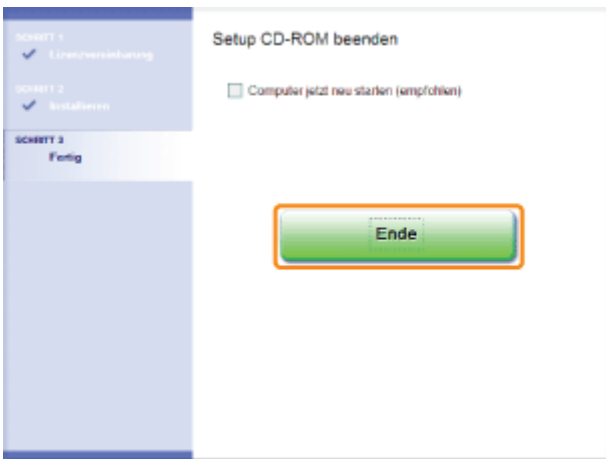 SCHRITT 1
Lizenzvereinbarung
SCHRITT 2
Installieren
SCHRITT 3
Fertig
Setup CD-ROM beenden
Computer jetzt neu starten (empfohlen)
Ende